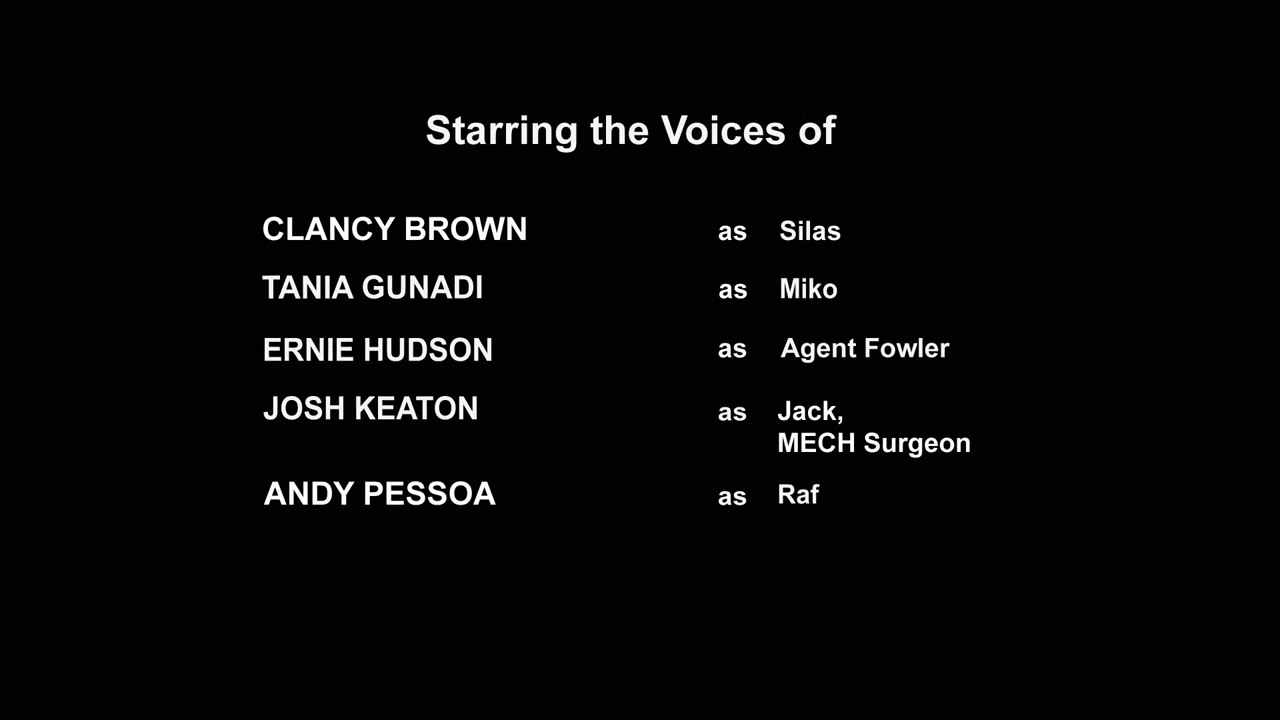 Starring the Voices of
CLANCY BROWN as Silas
TANIA GUNADI as Miko
ERNIE HUDSON as Agent Fowler
JOSH KEATON as Jack,
MECH Surgeon
ANDY PESSOA as Raf